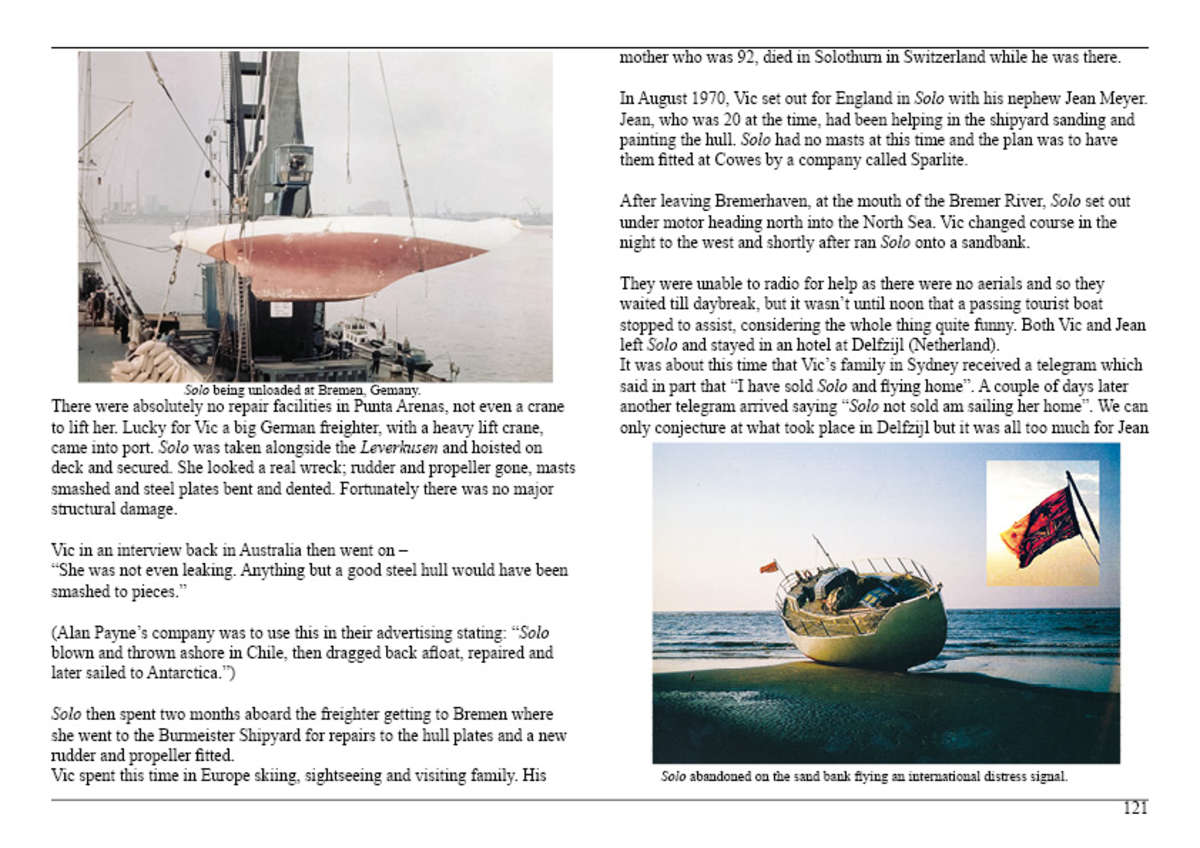 Solo being unloaded at Bremen, Gemany.
There were absolutely no repair facilities in Punta Arenas, not even a crane
to lift her. Lucky for Vic a big German freighter, with a heavy lift crane,
came into port. Solo was taken alongside the Leverkusen and hoisted on
deck and secured. She looked a real wreck; rudder and propeller gone, masts
smashed and steel plates bent and dented. Fortunately there was no major
structural damage.
Vic in an interview back in Australia then went on –
“She was not even leaking. Anything but a good steel hull would have been
smashed to pieces.”
(Alan Payne’s company was to use this in their advertising stating: “Solo
blown and thrown ashore in Chile, then dragged back afloat, repaired and
later sailed to Antarctica.”)
Solo then spent two months aboard the freighter getting to Bremen where
she went to the Burmeister Shipyard for repairs to the hull plates and a new
rudder and propeller fitted.
Vic spent this time in Europe skiing, sightseeing and visiting family. His
mother who was 92, died in Solothurn in Switzerland while he was there.
In August 1970, Vic set out for England in Solo with his nephew Jean Meyer.
Jean, who was 20 at the time, had been helping in the shipyard sanding and
painting the hull. Solo had no masts at this time and the plan was to have
them fitted at Cowes by a company called Sparlite.
After leaving Bremerhaven, at the mouth of the Bremer River, Solo set out
under motor heading north into the North Sea. Vic changed course in the
night to the west and shortly after ran Solo onto a sandbank.
They were unable to radio for help as there were no aerials and so they
waited till daybreak, but it wasn’t until noon that a passing tourist boat
stopped to assist, considering the whole thing quite funny. Both Vic and Jean
left Solo and stayed in an hotel at Delfzijl (Netherland).
It was about this time that Vic’s family in Sydney received a telegram which
said in part that “I have sold Solo and flying home”. A couple of days later
another telegram arrived saying “Solo not sold am sailing her home”. We can
only conjecture at what took place in Delfzijl but it was all too much for Jean
Solo abandoned on the sand bank flying an international distress signal.
121